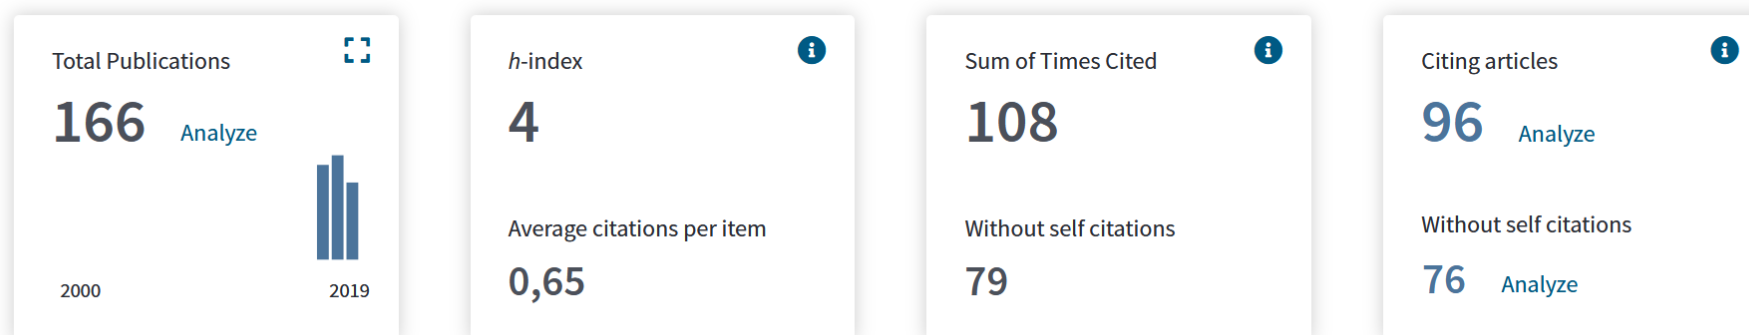 Total Publications
166 Analyze
2000 2019
h-index
4
Average citations per item
0,65
Sum of Times Cited
108
Without self citations
79
Citing articles
96 Analyze
Without self citations
76 Analyze